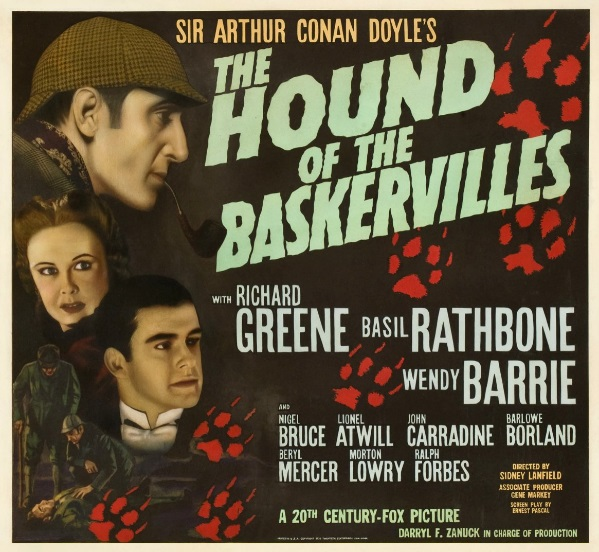 SIR ARTHUR CONAN DOYLE'S
THE
HOUND
OF THE
BASKERVILLES
WITH RICHARD
GREENE BASIL RATHBONE
WENDY BARRIE
AND
NIGEL LIONEL JOHN BARLOWE
BRUCE ATWILL CARRADINE BORLAND
BERYL MORTON RALPH
MERCER LOWRY FORBES
DIRECTED BY
SIDNEY LANFIELD
ASSOCIATE PRODUCER
GENE MARKEY
SCREEN PLAY BY
ERNEST PASCAL
A 20TH CENTURY-FOX PICTURE
DARRYL F. ZANUCK IN CHARGE OF PRODUCTION